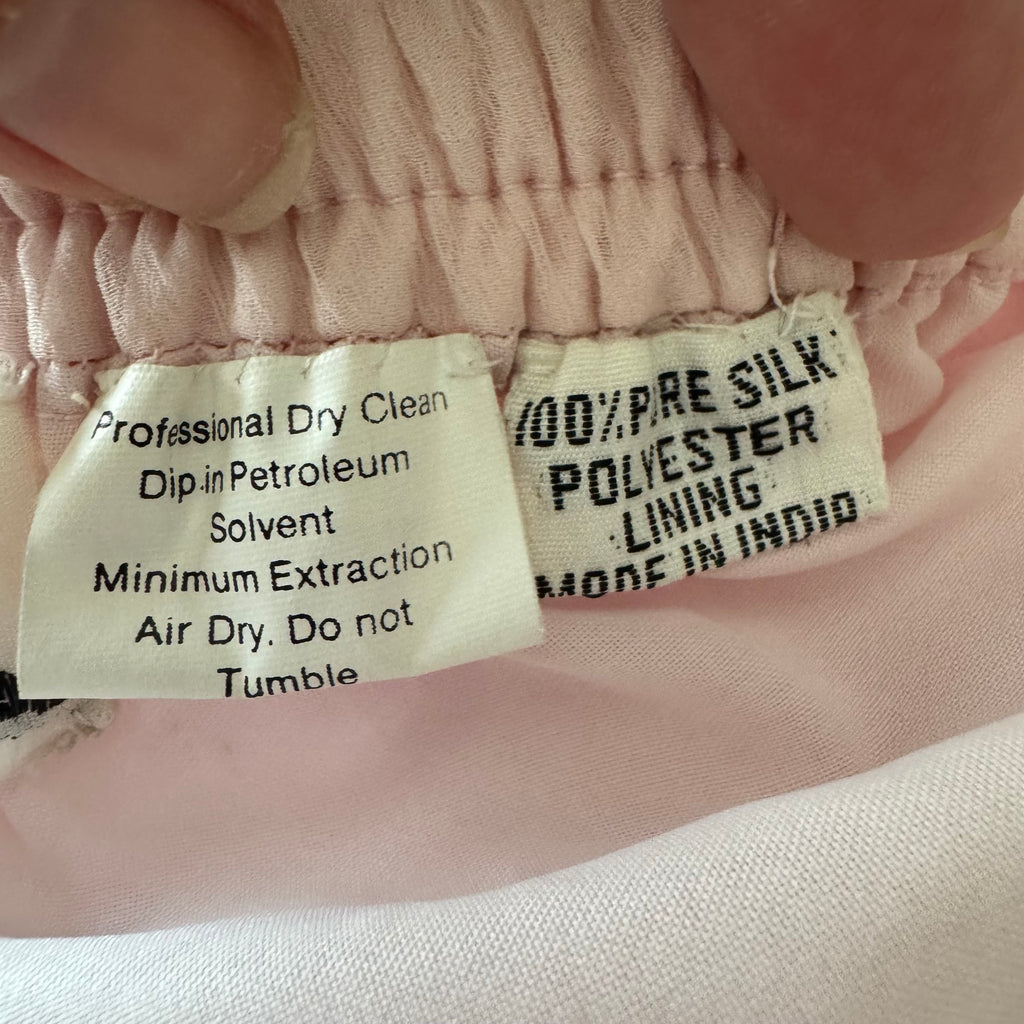 Professional Dry Clean
Dip in Petroleum
Solvent
Minimum Extraction
Air Dry. Do not
Tumble
100% PURE SILK
POLYESTER
LINING
MADE IN INDIA